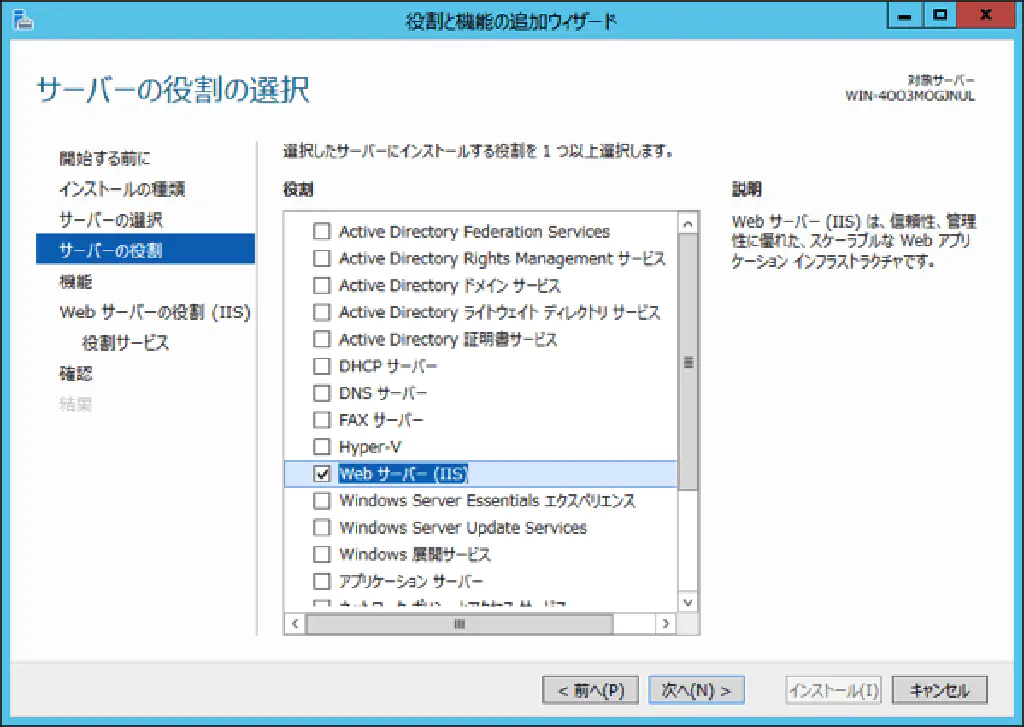 役割と機能の追加ウィザード
サーバーの役割の選択
対象サーバー
WIN-4OO3MOGJNUL
開始する前に
インストールの種類
サーバーの選択
サーバーの役割
機能
Web サーバーの役割 (IIS)
役割サービス
確認
結果
選択したサーバーにインストールする役割を 1 つ以上選択します。
役割
Active Directory Federation Services
Active Directory Rights Management サービス
Active Directory ドメイン サービス
Active Directory ライトウェイト ディレクトリ サービス
Active Directory 証明書サービス
DHCP サーバー
DNS サーバー
FAX サーバー
Hyper-V
Web サーバー (IIS)
Windows Server Essentials エクスペリエンス
Windows Server Update Services
Windows 展開サービス
アプリケーション サーバー
説明
Web サーバー (IIS) は、信頼性、管理
性に優れた、スケーラブルな Web アプリ
ケーション インフラストラクチャです。
< 前へ(P)
次へ(N) >
インストール(I)
キャンセル